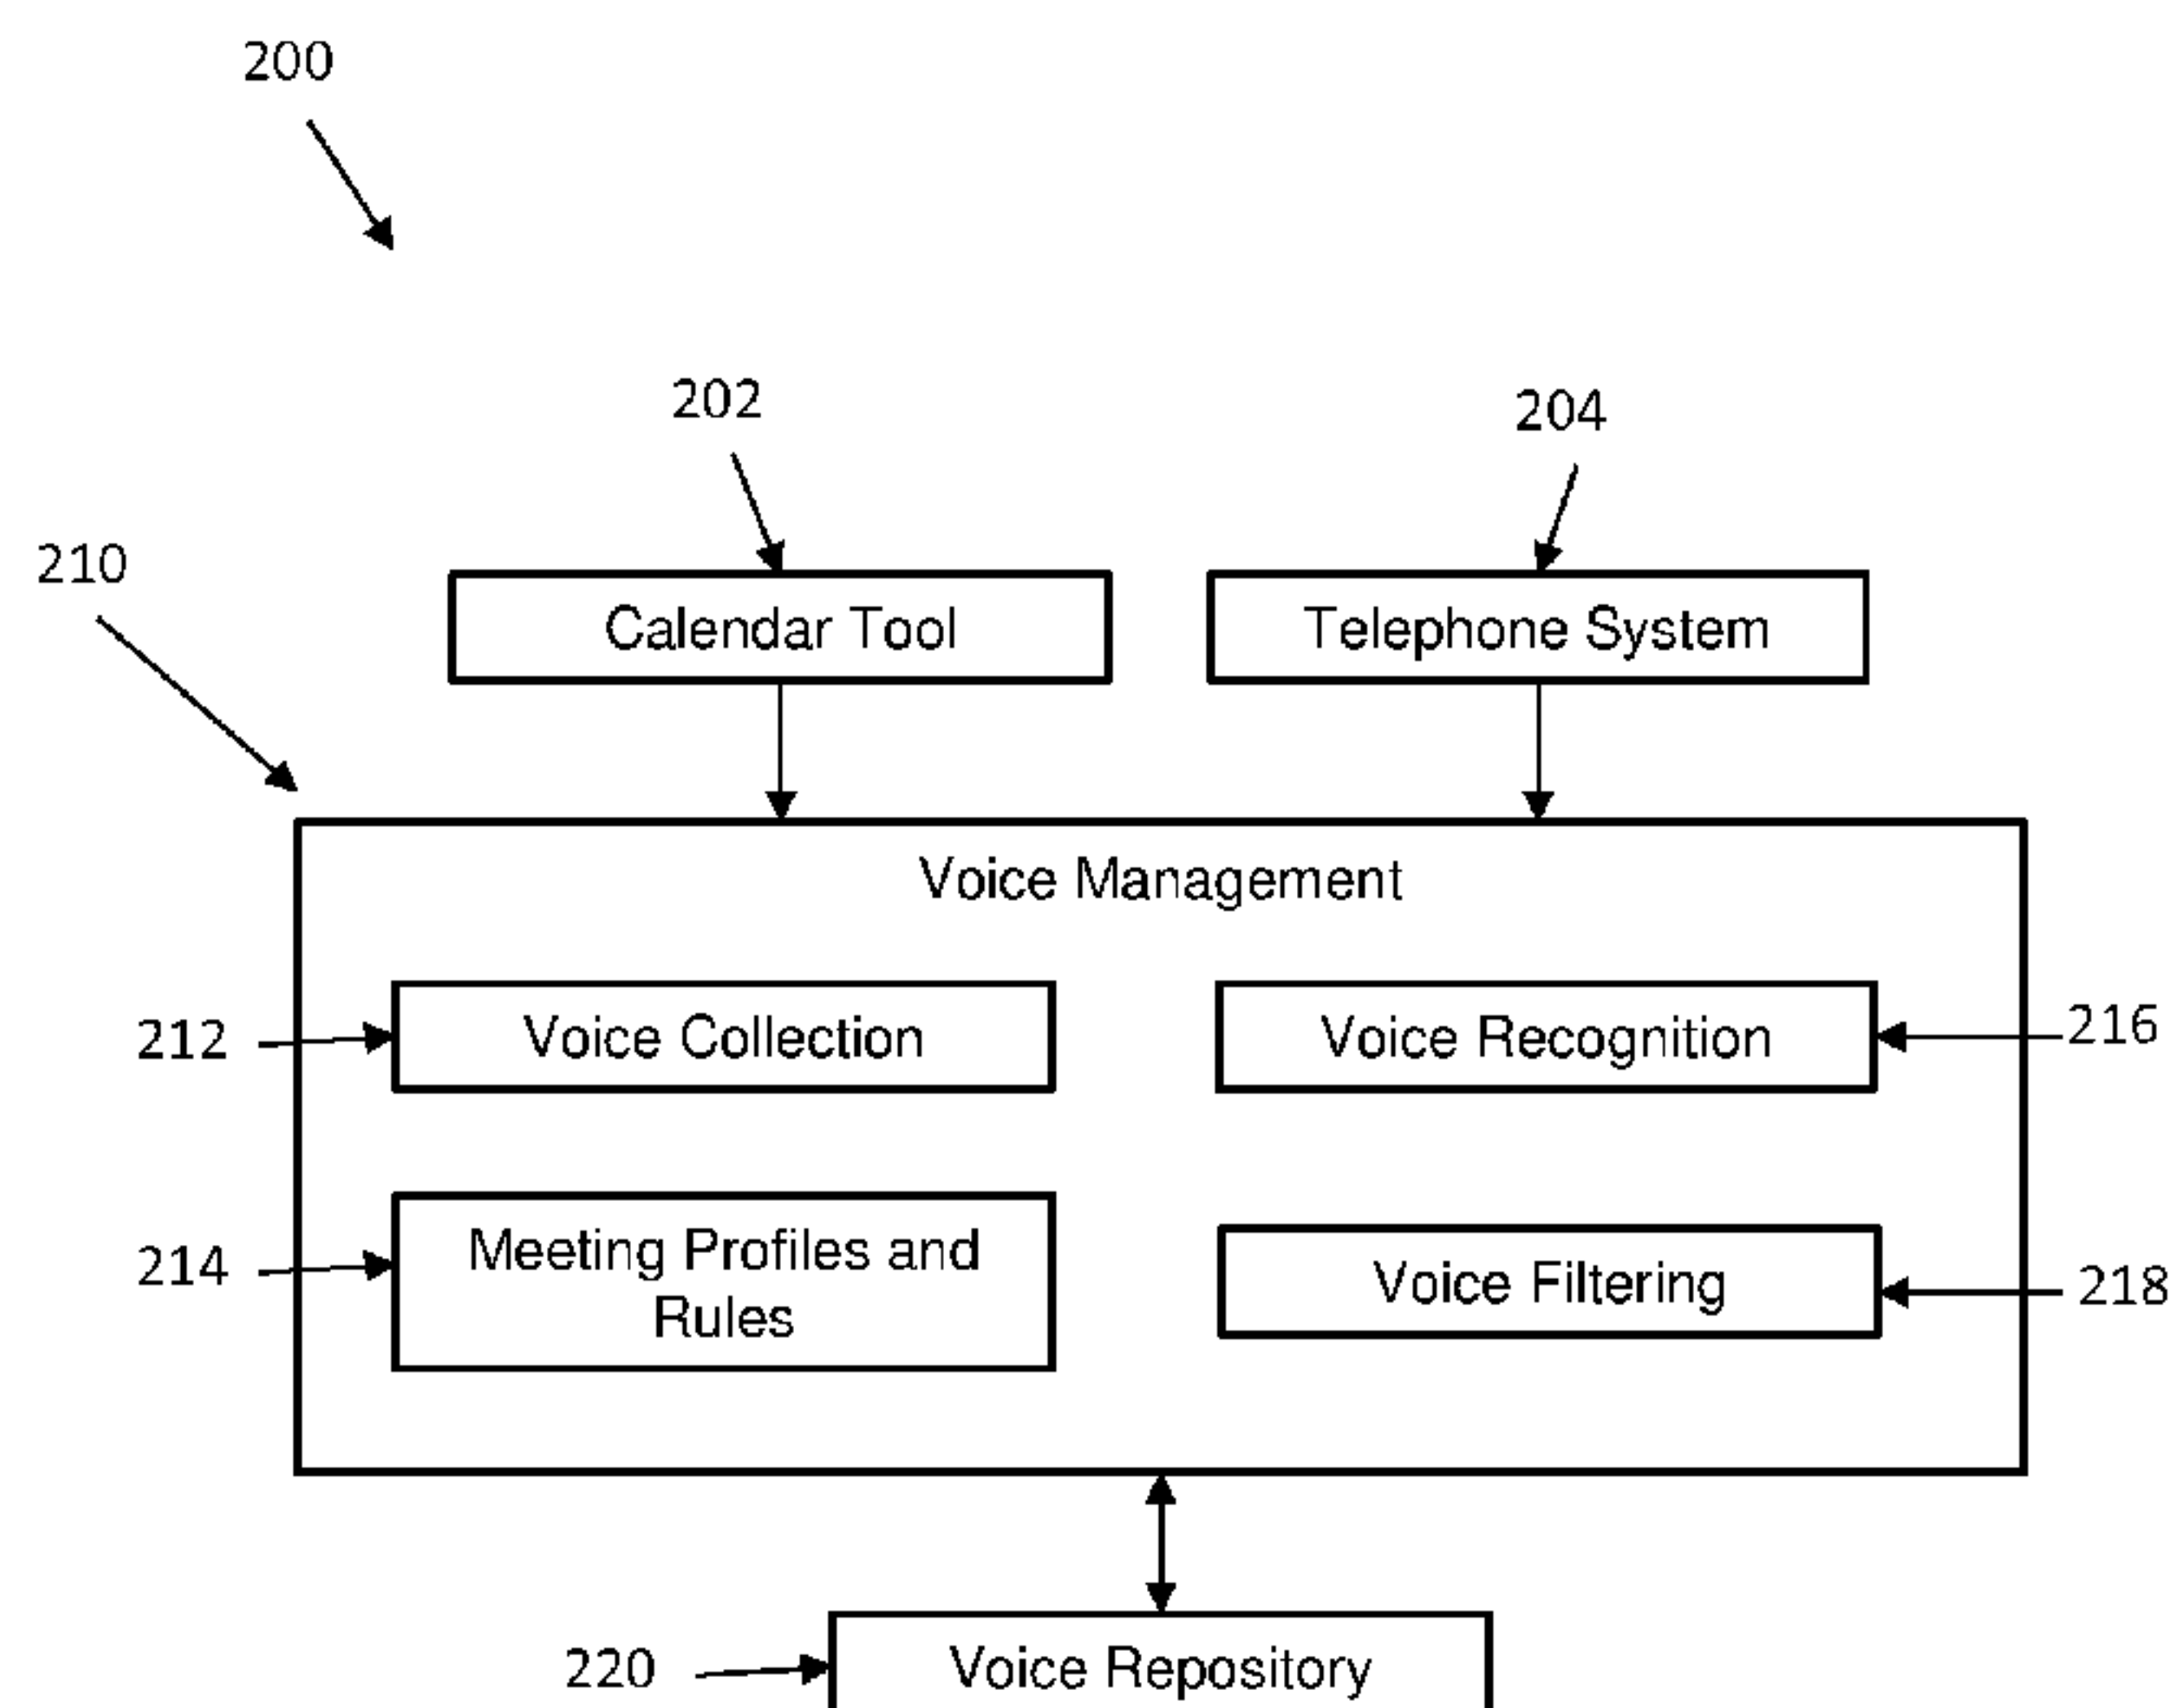 200
202
204
210
Calendar Tool
Telephone System
Voice Management
212
Voice Collection
Voice Recognition
216
214
Meeting Profiles and
Rules
Voice Filtering
218
220
Voice Repository